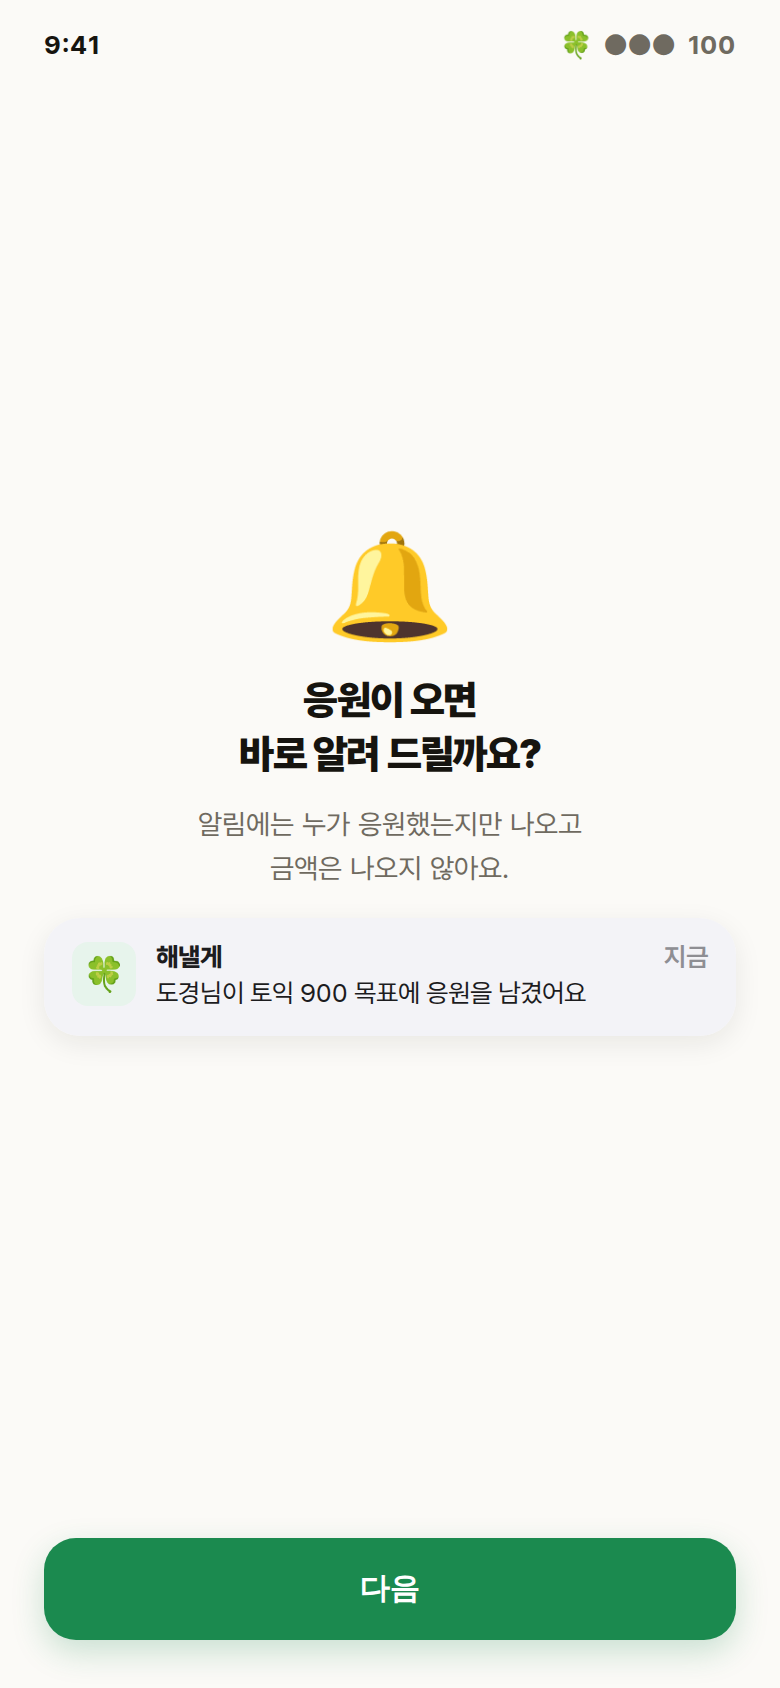 9:41
100
응원이 오면
바로 알려 드릴까요?
알림에는 누가 응원했는지만 나오고
금액은 나오지 않아요.
해낼게
지금
도경님이 토익 900 목표에 응원을 남겼어요
다음